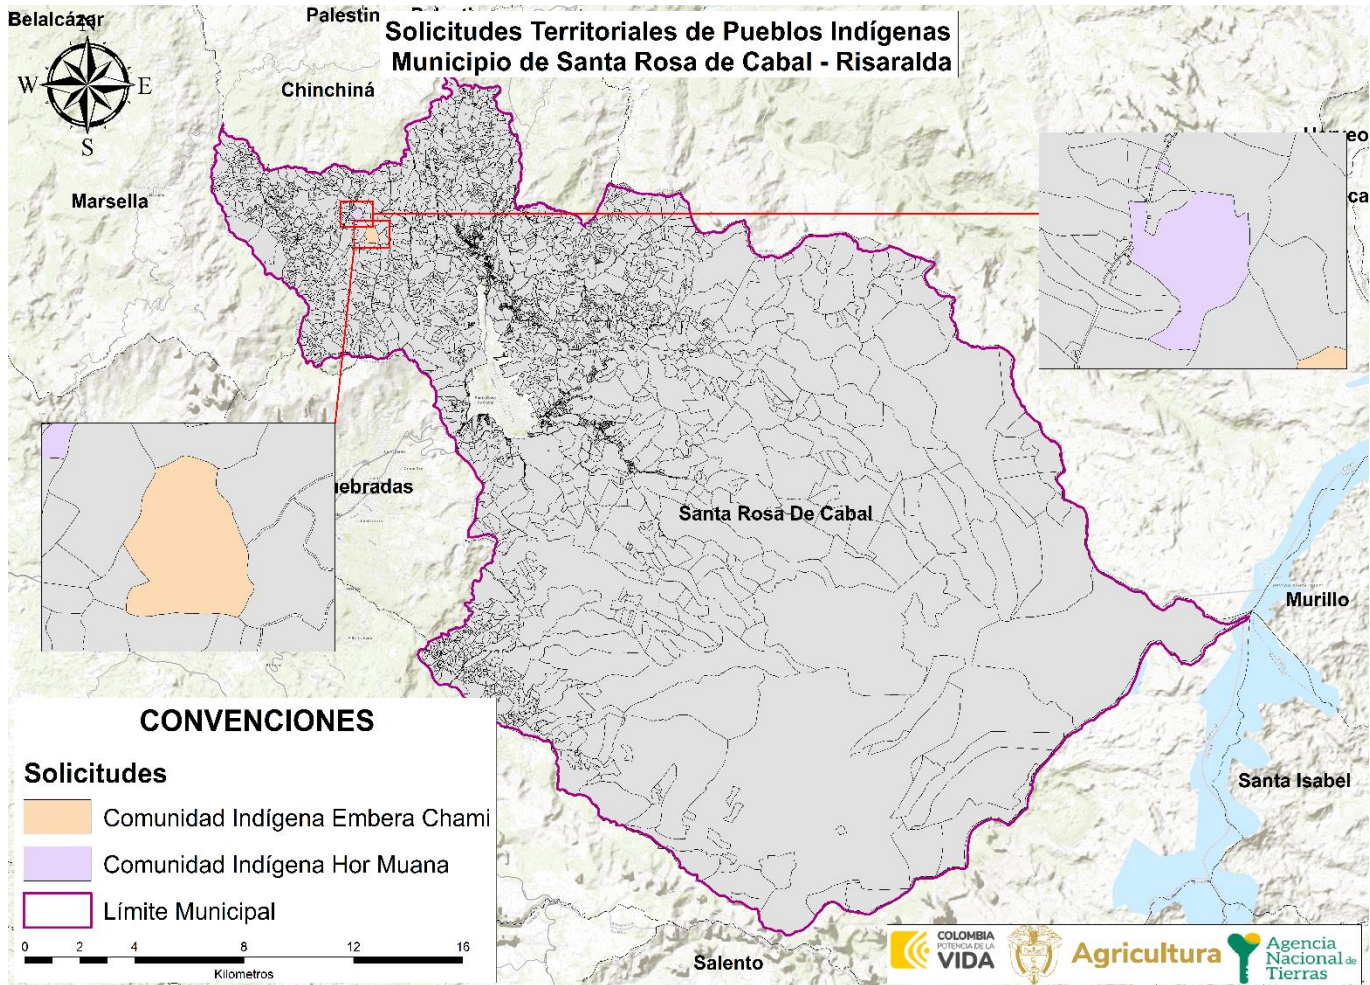 Belalcázar
Palestin
Solicitudes Territoriales de Pueblos Indígenas
Municipio de Santa Rosa de Cabal - Risaralda
N
W
E
S
Chinchiná
Marsella
ca
uebradas
Santa Rosa De Cabal
Murillo
Santa Isabel
Salento
CONVENCIONES
Solicitudes
Comunidad Indígena Embera Chami
Comunidad Indígena Hor Muana
Límite Municipal
0 2 4 8 12 16
Kilometros
COLOMBIA
POTENCIA DE LA
VIDA
Agricultura
Agencia
Nacional de
Tierras